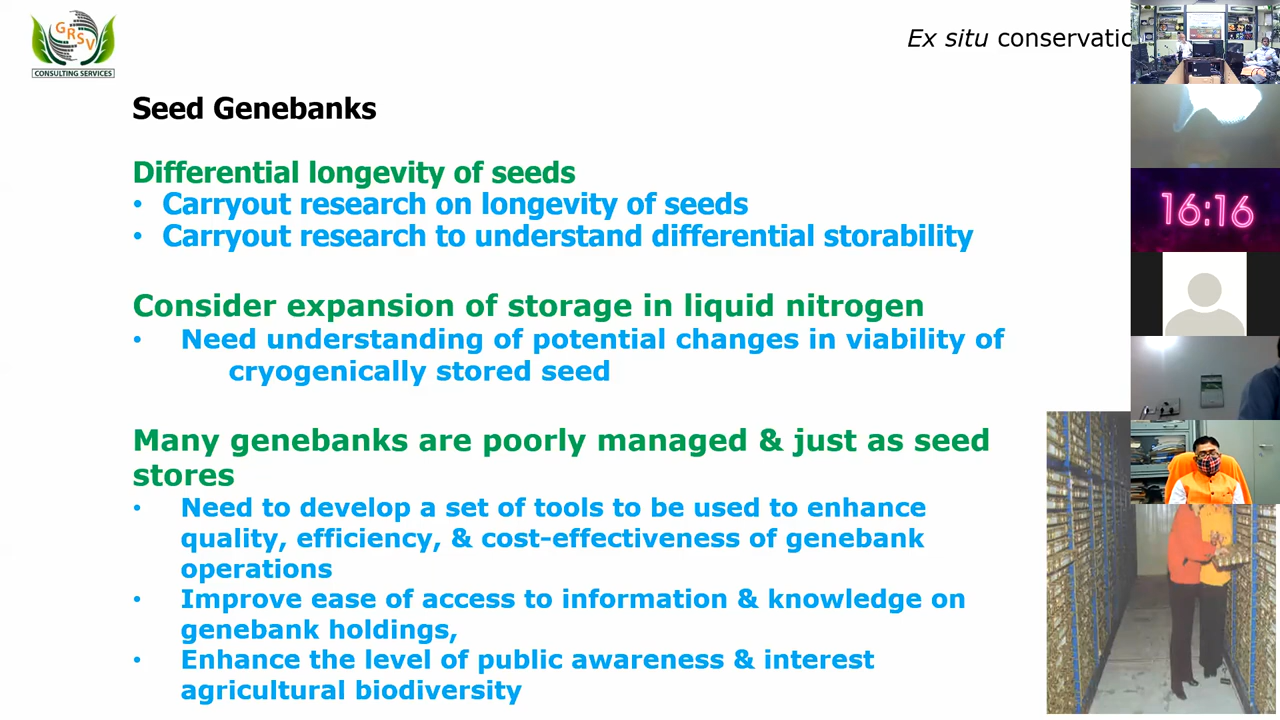 GRSV
CONSULTING SERVICES
Ex situ conservatio
Seed Genebanks
Differential longevity of seeds
• Carryout research on longevity of seeds
• Carryout research to understand differential storability
Consider expansion of storage in liquid nitrogen
• Need understanding of potential changes in viability of
cryogenically stored seed
Many genebanks are poorly managed & just as seed
stores
• Need to develop a set of tools to be used to enhance
quality, efficiency, & cost-effectiveness of genebank
operations
• Improve ease of access to information & knowledge on
genebank holdings,
• Enhance the level of public awareness & interest
agricultural biodiversity
16:16